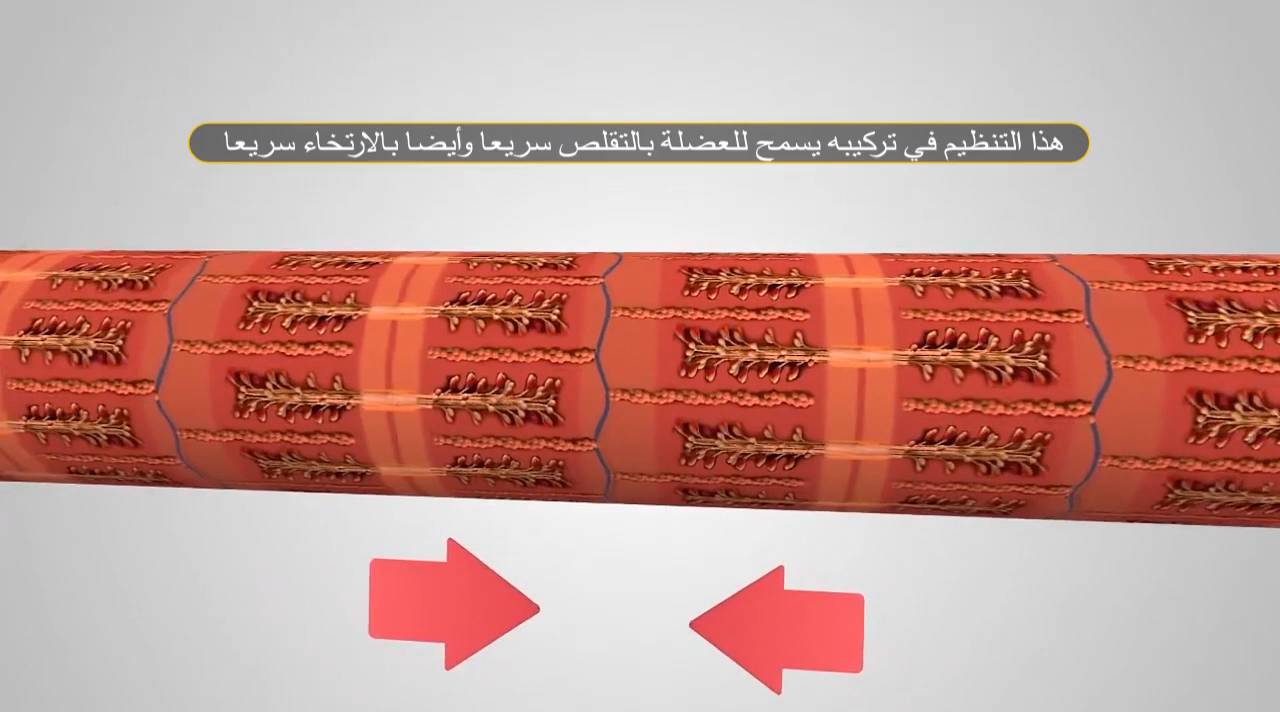 هذا التنظيم في تركيبه يسمح للعضلة بالتقلص سريعا وأيضا بالارتخاء سريعا